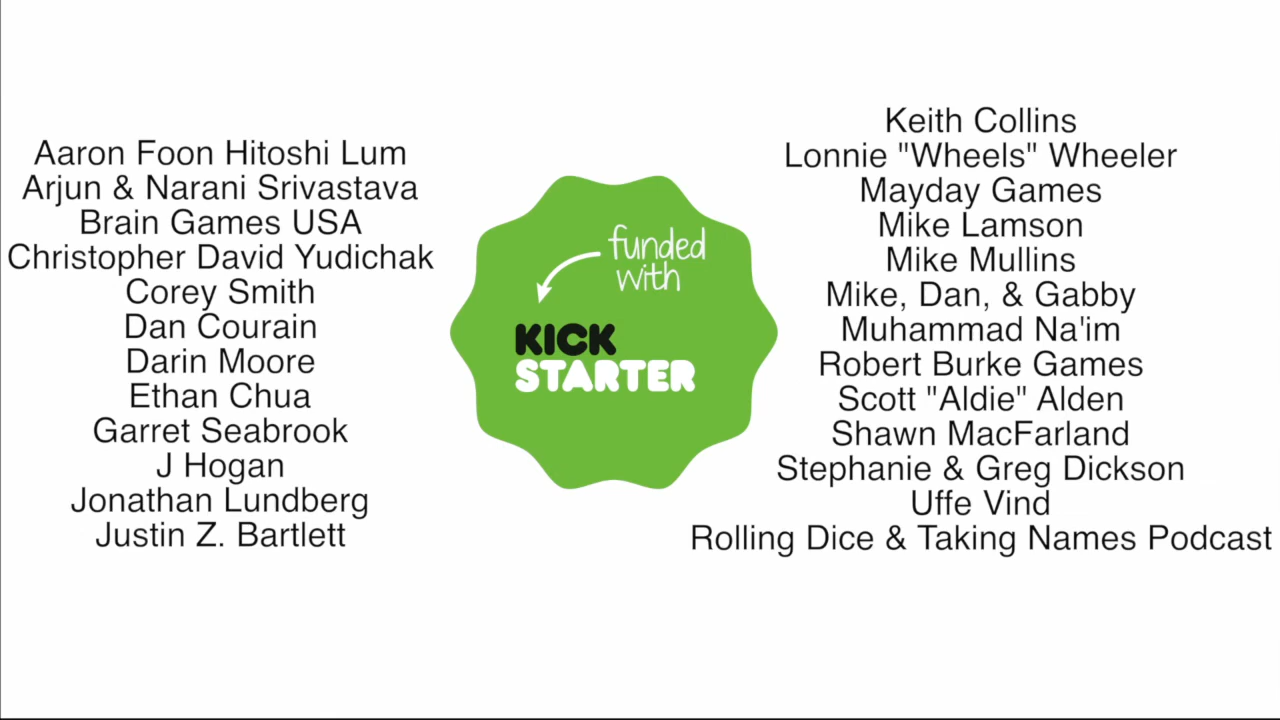 Aaron Foon Hitoshi Lum
Arjun & Narani Srivastava
Brain Games USA
Christopher David Yudichak
Corey Smith
Dan Courain
Darin Moore
Ethan Chua
Garret Seabrook
J Hogan
Jonathan Lundberg
Justin Z. Bartlett
funded
with
KICK
STARTER
Keith Collins
Lonnie "Wheels" Wheeler
Mayday Games
Mike Lamson
Mike Mullins
Mike, Dan, & Gabby
Muhammad Na'im
Robert Burke Games
Scott "Aldie" Alden
Shawn MacFarland
Stephanie & Greg Dickson
Uffe Vind
Rolling Dice & Taking Names Podcast